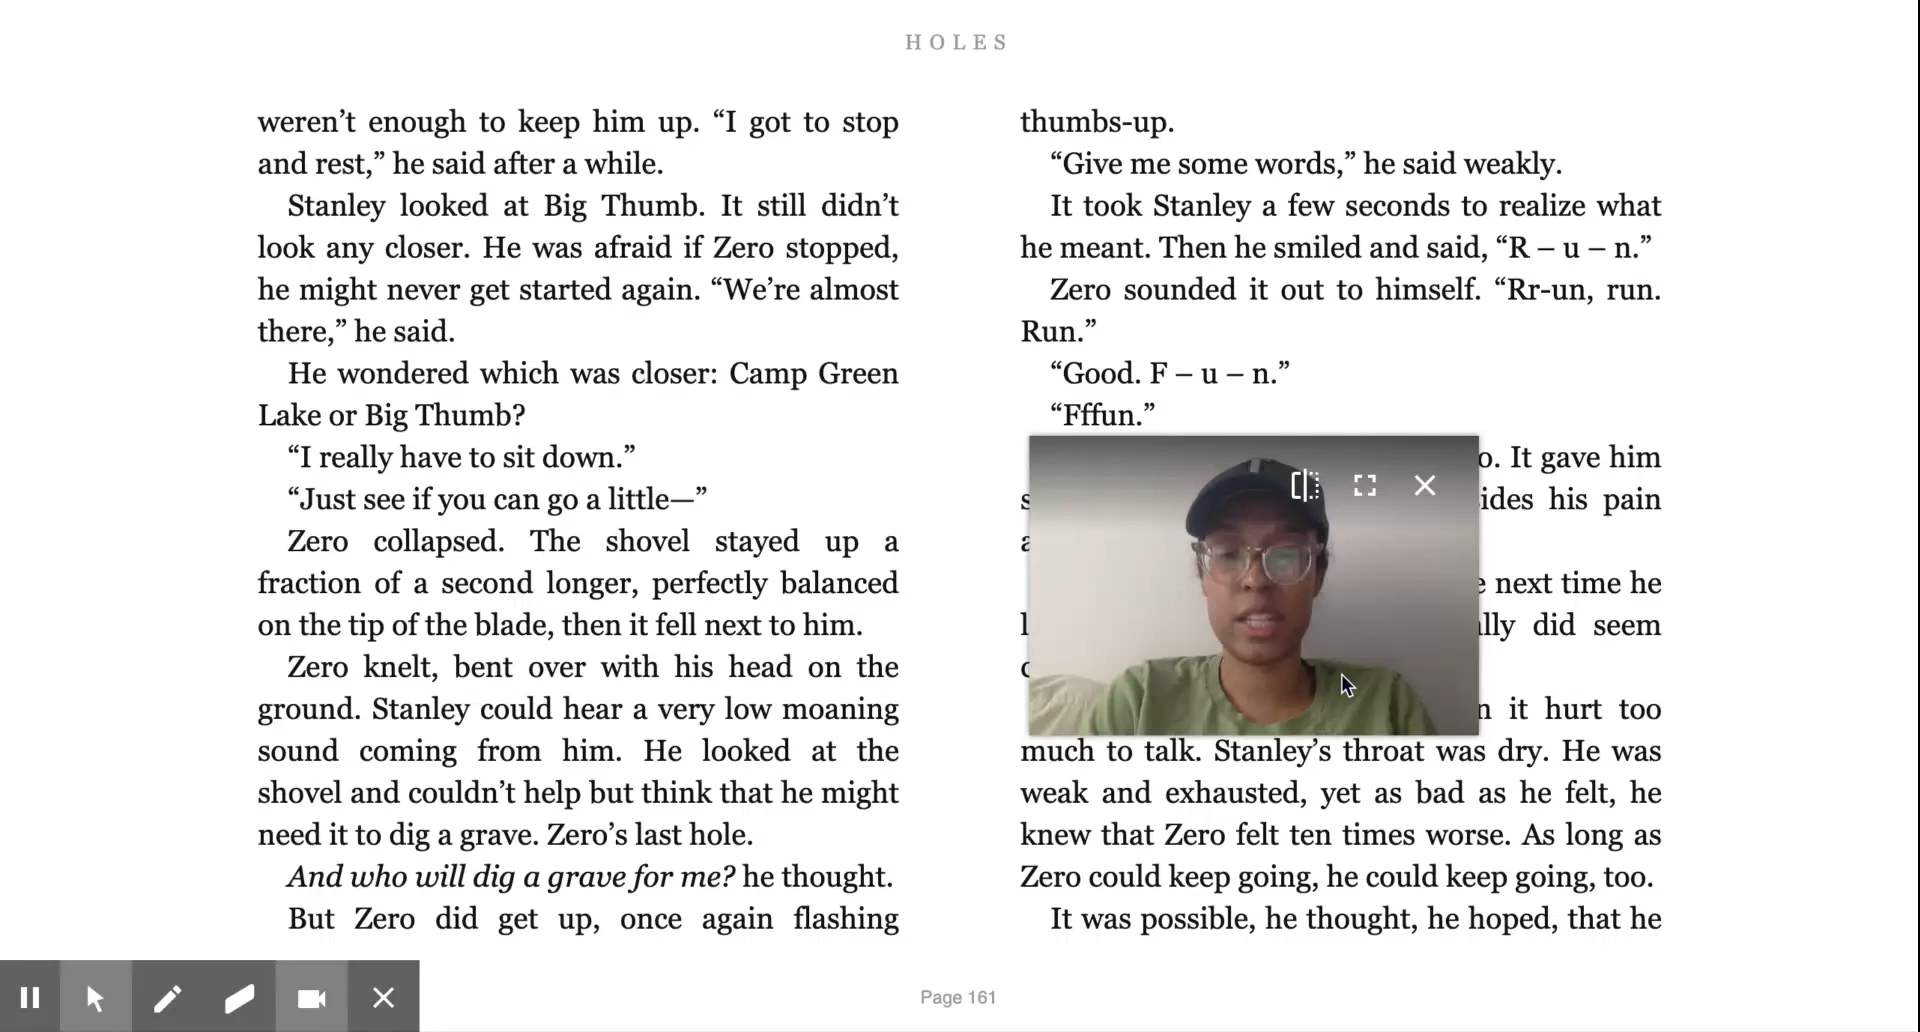 HOLES
weren’t enough to keep him up. “I got to stop
and rest,” he said after a while.
Stanley looked at Big Thumb. It still didn’t
look any closer. He was afraid if Zero stopped,
he might never get started again. “We’re almost
there,” he said.
He wondered which was closer: Camp Green
Lake or Big Thumb?
“I really have to sit down.”
“Just see if you can go a little—”
Zero collapsed. The shovel stayed up a
fraction of a second longer, perfectly balanced
on the tip of the blade, then it fell next to him.
Zero knelt, bent over with his head on the
ground. Stanley could hear a very low moaning
sound coming from him. He looked at the
shovel and couldn’t help but think that he might
need it to dig a grave. Zero’s last hole.
And who will dig a grave for me? he thought.
But Zero did get up, once again flashing
thumbs-up.
“Give me some words,” he said weakly.
It took Stanley a few seconds to realize what
he meant. Then he smiled and said, “R – u – n.”
Zero sounded it out to himself. “Rr-un, run.
Run.”
“Good. F – u – n.”
“Fffun.”
It gave him
his pain
next time he
did seem
it hurt too
much to talk. Stanley’s throat was dry. He was
weak and exhausted, yet as bad as he felt, he
knew that Zero felt ten times worse. As long as
Zero could keep going, he could keep going, too.
It was possible, he thought, he hoped, that he
Page 161